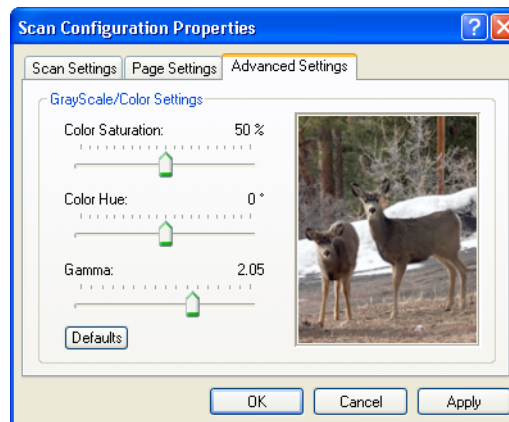 Scan Configuration Properties
Scan Settings Page Settings Advanced Settings
GrayScale/Color Settings
Color Saturation: 50 %
Color Hue: 0 °
Gamma: 2.05
Defaults
OK Cancel Apply